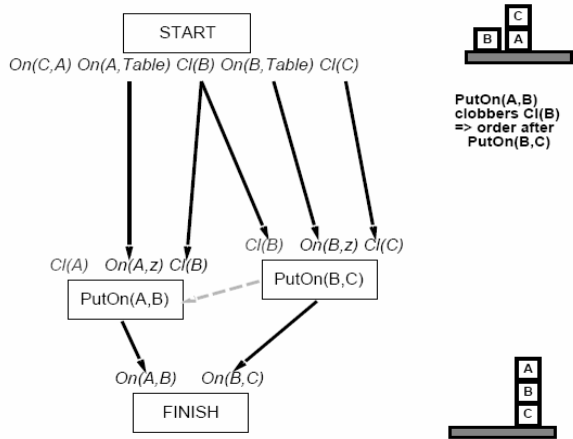 START
On(C,A) On(A,Table) Cl(B) On(B,Table) Cl(C)
C
B A
PutOn(A,B)
clobbers Cl(B)
=> order after
PutOn(B,C)
Cl(B) On(B,z) Cl(C)
Cl(A) On(A,z) Cl(B)
PutOn(B,C)
PutOn(A,B)
On(A,B) On(B,C)
FINISH
A
B
C